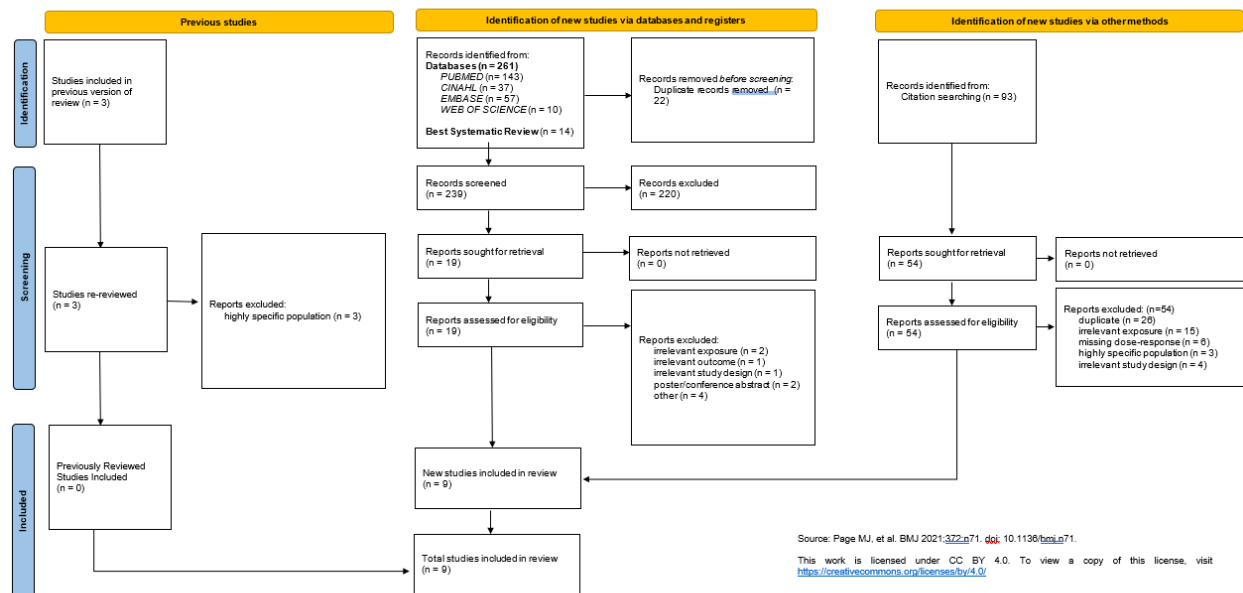 Previous studies
Identification of new studies via databases and registers
Identification of new studies via other methods
Identification
Studies included in
previous version of
review (n = 3)
Records identified from:
Databases (n = 261)
PUBMED (n= 143)
CINAHL (n = 37)
EMBASE (n = 57)
WEB OF SCIENCE (n = 10)
Best Systematic Review (n = 14)
Records removed before screening:
Duplicate records removed (n =
22)
Records identified from:
Citation searching (n = 93)
Screening
Records screened
(n = 239)
Records excluded
(n = 220)
Studies re-reviewed
(n = 3)
Reports excluded:
highly specific population (n = 3)
Reports sought for retrieval
(n = 19)
Reports not retrieved
(n = 0)
Reports sought for retrieval
(n = 54)
Reports not retrieved
(n = 0)
Reports assessed for eligibility
(n = 19)
Reports excluded:
irrelevant exposure (n = 2)
irrelevant outcome (n = 1)
irrelevant study design (n = 1)
poster/conference abstract (n = 2)
other (n = 4)
Reports assessed for eligibility
(n = 54)
Reports excluded: (n=54)
duplicate (n = 26)
irrelevant exposure (n = 15)
missing dose-response (n = 6)
highly specific population (n = 3)
irrelevant study design (n = 4)
Included
Previously Reviewed
Studies Included
(n = 0)
New studies included in review
(n = 9)
Total studies included in review
(n = 9)
Source: Page MJ, et al. BMJ 2021;372:n71. doi: 10.1136/bmj.n71.
This work is licensed under CC BY 4.0. To view a copy of this license, visit
https://creativecommons.org/licenses/by/4.0/